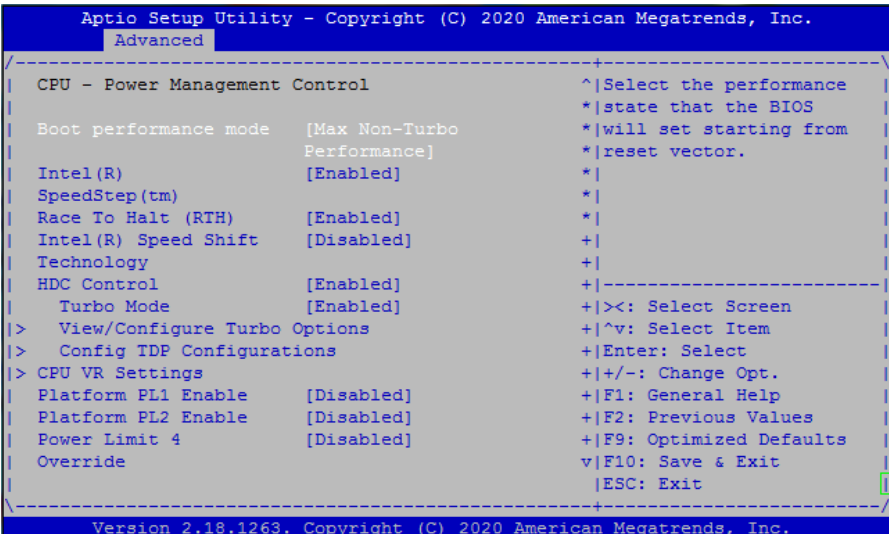 Aptio Setup Utility - Copyright (C) 2020 American Megatrends, Inc.
Advanced
/----------------------------------------------------+-------------------------\
| CPU - Power Management Control ^|Select the performance |
| *|state that the BIOS |
| Boot performance mode [Max Non-Turbo *|will set starting from |
| Performance] *|reset vector. |
| Intel(R) [Enabled] *| |
| SpeedStep(tm) *| |
| Race To Halt (RTH) [Enabled] *| |
| Intel(R) Speed Shift [Disabled] +| |
| Technology +| |
| HDC Control [Enabled] +|-------------------------|
| Turbo Mode [Enabled] +|><: Select Screen |
|> View/Configure Turbo Options +|^v: Select Item |
|> Config TDP Configurations +|Enter: Select |
|> CPU VR Settings +|+/-: Change Opt. |
| Platform PL1 Enable [Disabled] +|F1: General Help |
| Platform PL2 Enable [Disabled] +|F2: Previous Values |
| Power Limit 4 [Disabled] +|F9: Optimized Defaults |
| Override v|F10: Save & Exit |
| |ESC: Exit |
\----------------------------------------------------+-------------------------/
Version 2.18.1263. Copyright (C) 2020 American Megatrends, Inc.